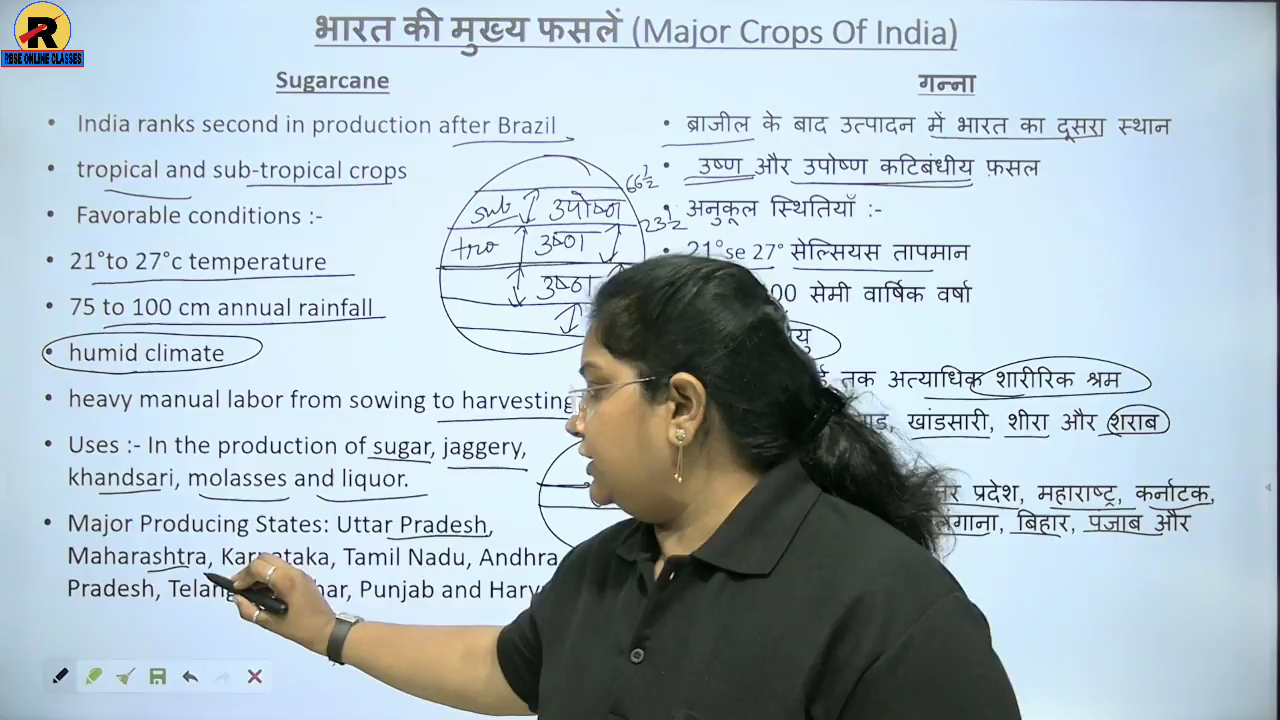 R
RBSE ONLINE CLASSES
भारत की मुख्य फसलें (Major Crops Of India)
Sugarcane
• India ranks second in production after Brazil
• tropical and sub-tropical crops
• Favorable conditions :-
• 21°to 27°c temperature
• 75 to 100 cm annual rainfall
• humid climate
• heavy manual labor from sowing to harvesting
• Uses :- In the production of sugar, jaggery,
khandsari, molasses and liquor.
• Major Producing States: Uttar Pradesh,
Maharashtra, Karnataka, Tamil Nadu, Andhra
Pradesh, Punjab and
66½
sub उपोष्ण
23½
tro उष्ण
उष्ण
गन्ना
• ब्राजील के बाद उत्पादन में भारत का दूसरा स्थान
• उष्ण और उपोष्ण कटिबंधीय फ़सल
• अनुकूल स्थितियाँ :-
• 21°se 27° सेल्सियस तापमान
सेमी वार्षिक वर्षा
तक अत्याधिक शारीरिक श्रम
खांडसारी, शीरा और शराब
प्रदेश, महाराष्ट्र, कर्नाटक,
बिहार, पंजाब और